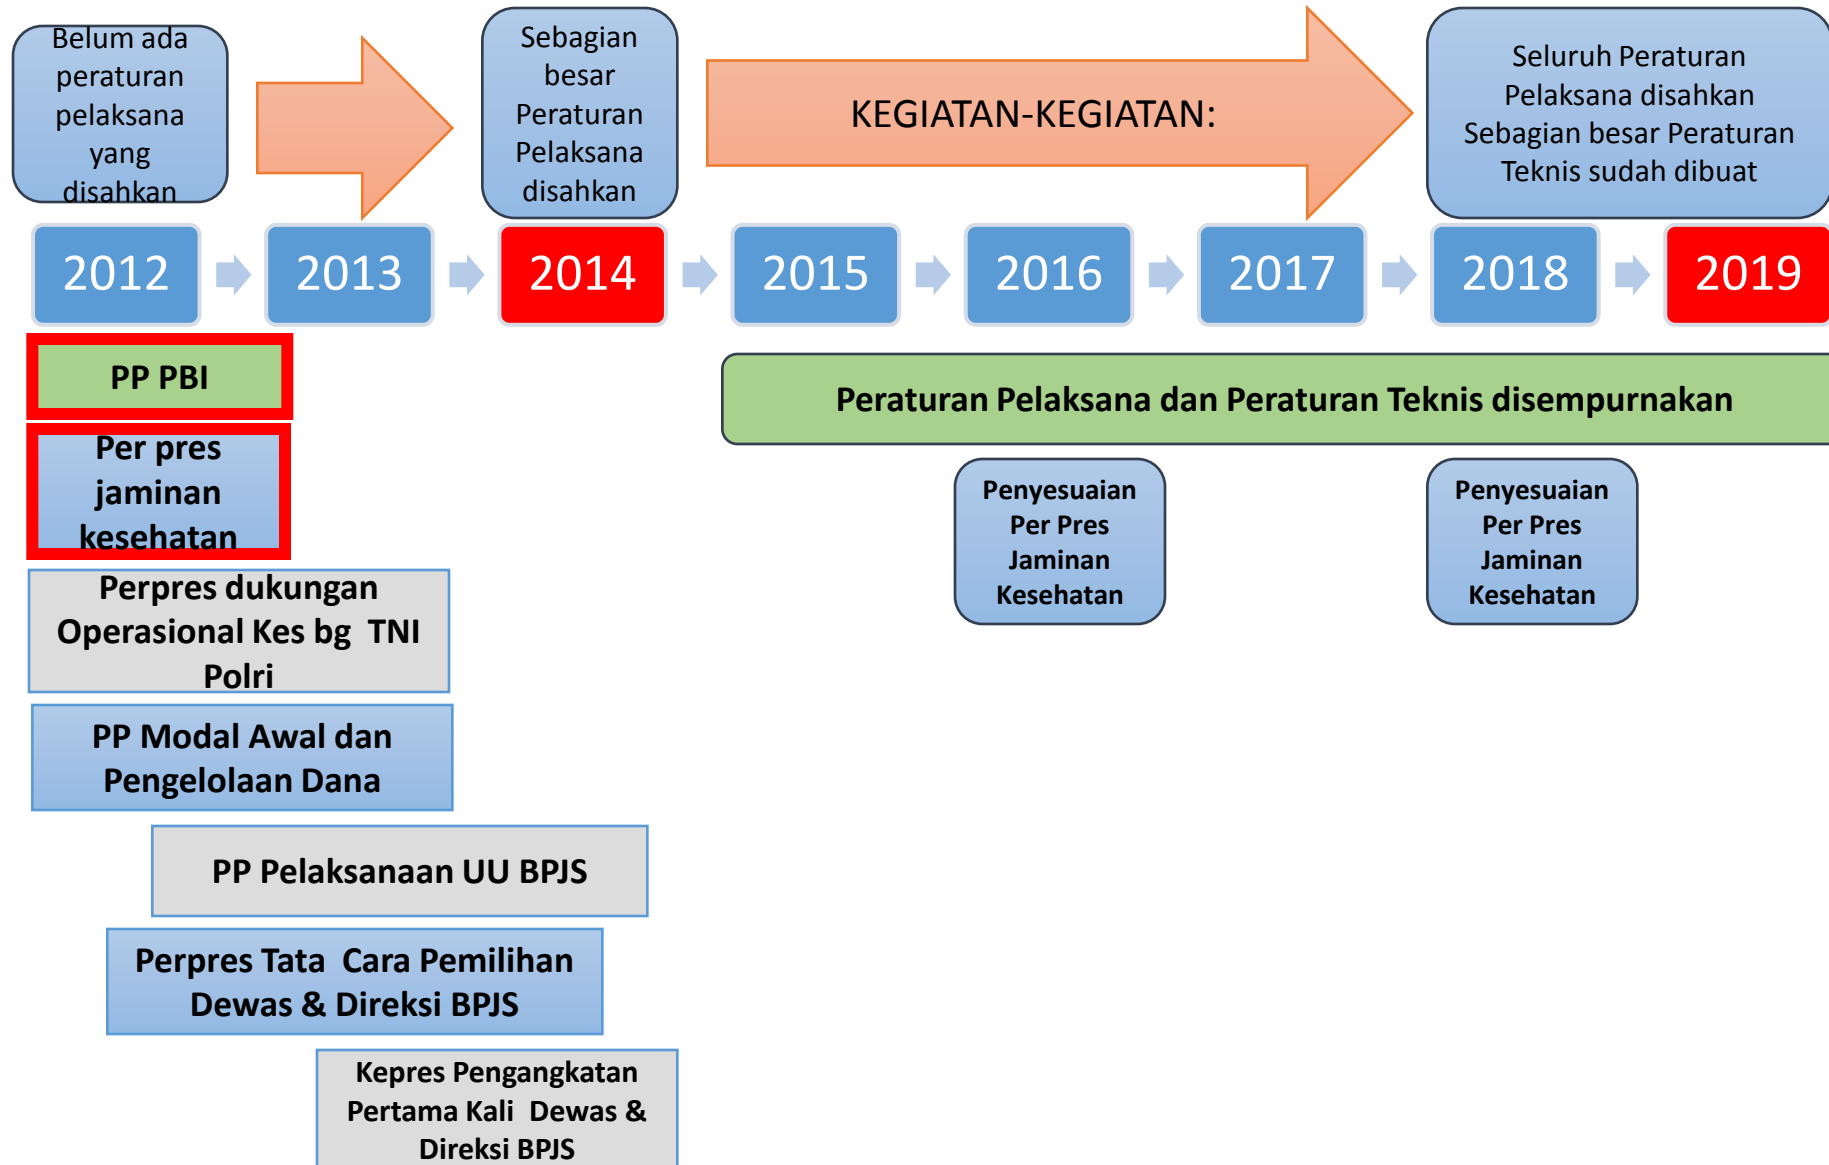 Belum ada
peraturan
pelaksana
yang
disahkan
Sebagian
besar
Peraturan
Pelaksana
disahkan
KEGIATAN-KEGIATAN:
Seluruh Peraturan
Pelaksana disahkan
Sebagian besar Peraturan
Teknis sudah dibuat
2012
2013
2014
2015
2016
2017
2018
2019
PP PBI
Per pres
jaminan
kesehatan
Perpres dukungan
Operasional Kes bg TNI
Polri
PP Modal Awal dan
Pengelolaan Dana
PP Pelaksanaan UU BPJS
Perpres Tata Cara Pemilihan
Dewas & Direksi BPJS
Kepres Pengangkatan
Pertama Kali Dewas &
Direksi BPJS
Peraturan Pelaksana dan Peraturan Teknis disempurnakan
Penyesuaian
Per Pres
Jaminan
Kesehatan
Penyesuaian
Per Pres
Jaminan
Kesehatan